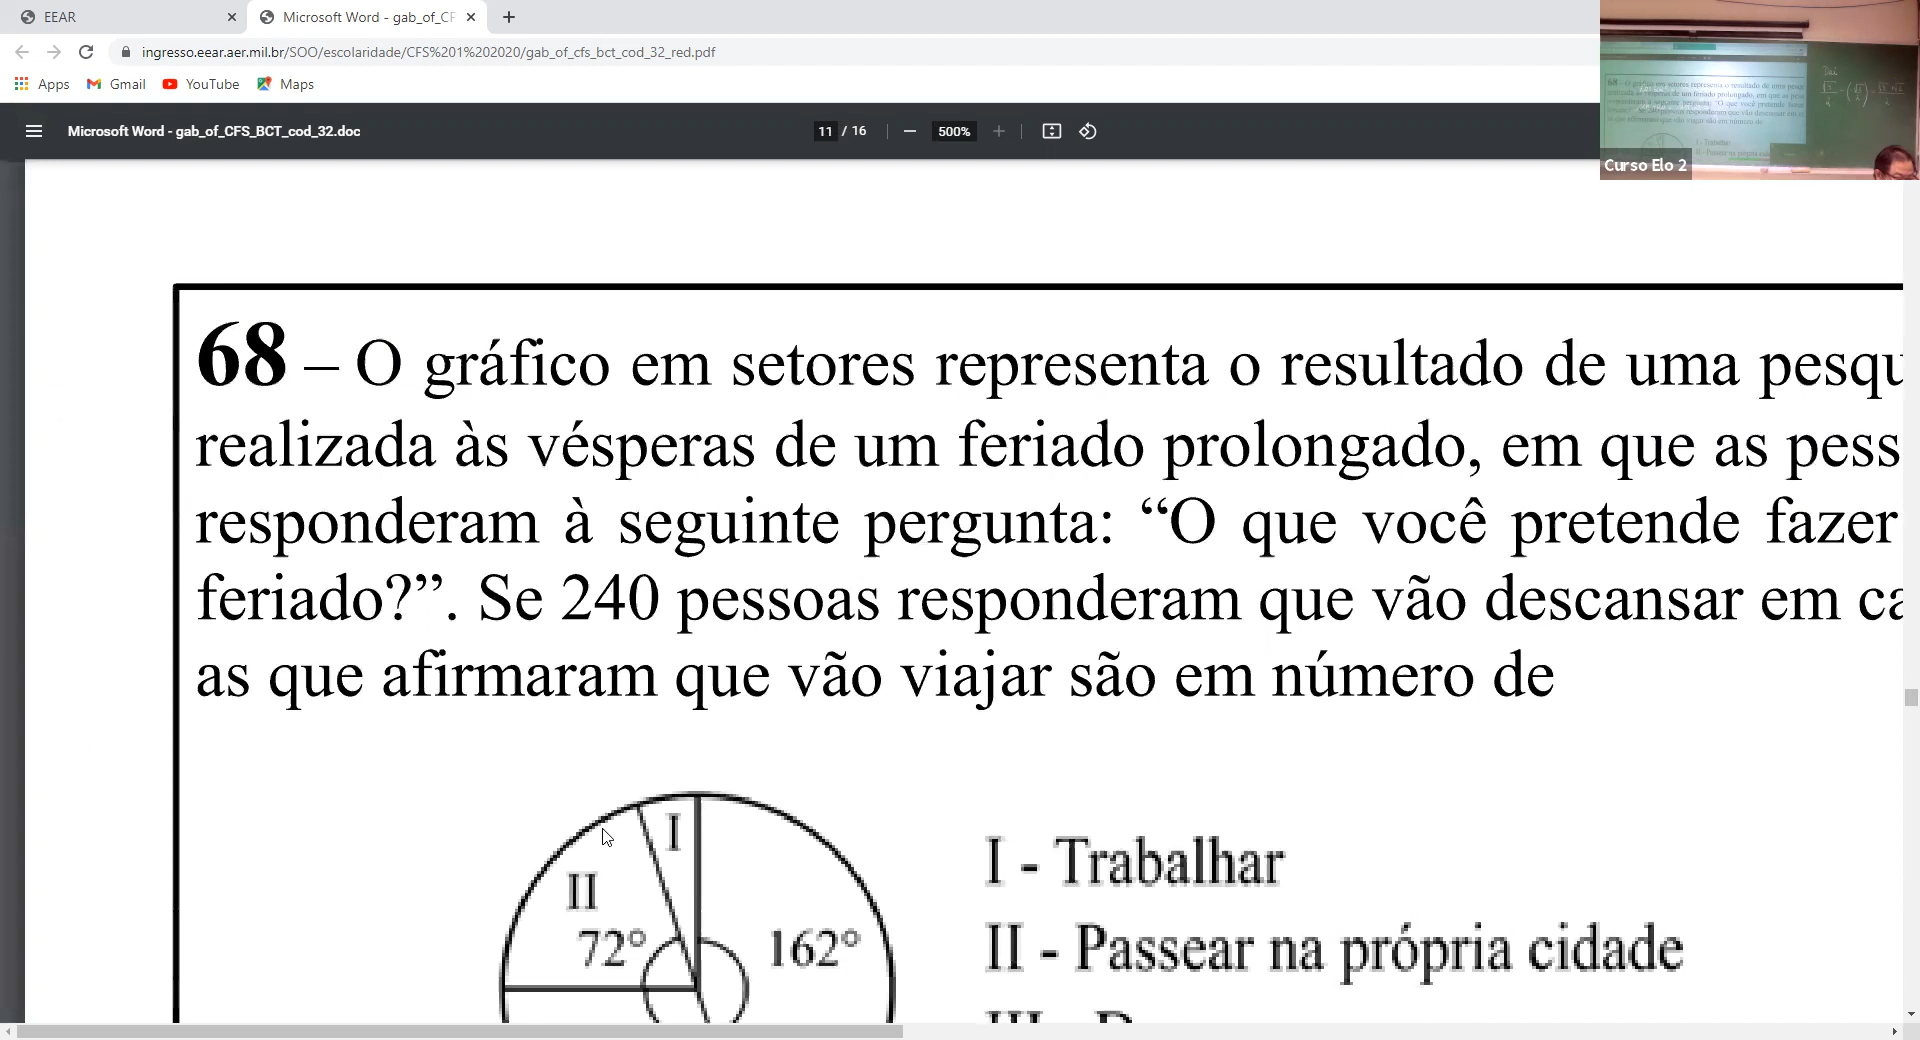 EEAR
Microsoft Word - gab_of_CF
ingresso.eear.aer.mil.br/SOO/escolaridade/CFS%201%202020/gab_of_cfs_bct_cod_32_red.pdf
Apps Gmail YouTube Maps
Microsoft Word - gab_of_CFS_BCT_cod_32.doc
11 / 16
500%
Curso Elo 2
68 – O gráfico em setores representa o resultado de uma pesqu
realizada às vésperas de um feriado prolongado, em que as pess
responderam à seguinte pergunta: “O que você pretende fazer
feriado?”. Se 240 pessoas responderam que vão descansar em ca
as que afirmaram que vão viajar são em número de
I
II
72°
162°
I - Trabalhar
II - Passear na própria cidade